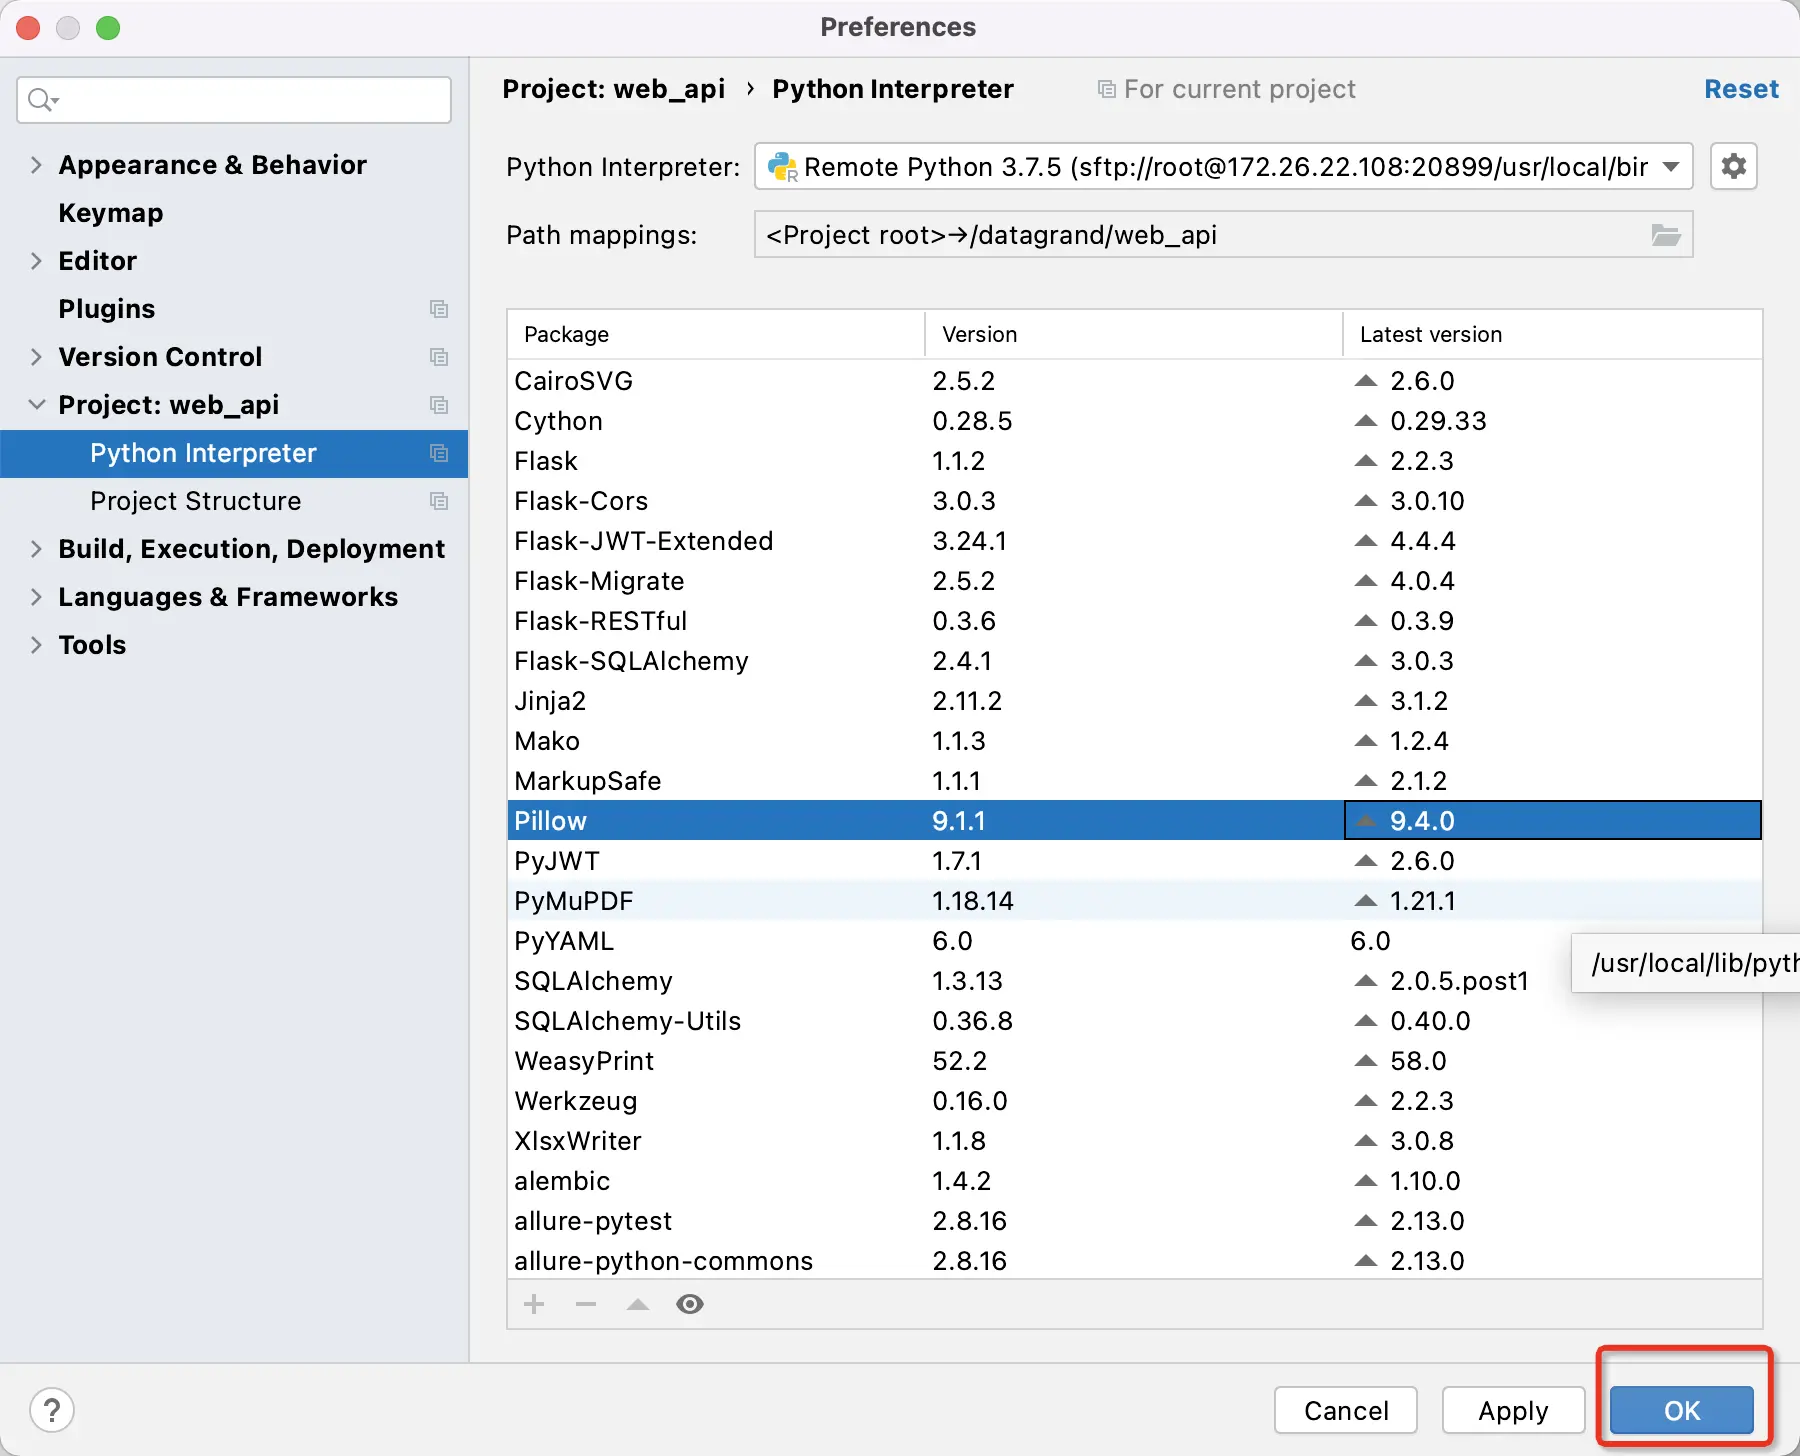 Preferences
Project: web_api › Python Interpreter For current project Reset
Appearance & Behavior
Keymap
Editor
Plugins
Version Control
Project: web_api
Python Interpreter
Project Structure
Build, Execution, Deployment
Languages & Frameworks
Tools
Python Interpreter: Remote Python 3.7.5 (sftp://root@172.26.22.108:20899/usr/local/bin
Path mappings: <Project root>→/datagrand/web_api
Package Version Latest version
CairoSVG 2.5.2 2.6.0
Cython 0.28.5 0.29.33
Flask 1.1.2 2.2.3
Flask-Cors 3.0.3 3.0.10
Flask-JWT-Extended 3.24.1 4.4.4
Flask-Migrate 2.5.2 4.0.4
Flask-RESTful 0.3.6 0.3.9
Flask-SQLAlchemy 2.4.1 3.0.3
Jinja2 2.11.2 3.1.2
Mako 1.1.3 1.2.4
MarkupSafe 1.1.1 2.1.2
Pillow 9.1.1 9.4.0
PyJWT 1.7.1 2.6.0
PyMuPDF 1.18.14 1.21.1
PyYAML 6.0 6.0
/usr/local/lib/pyth
SQLAlchemy 1.3.13 2.0.5.post1
SQLAlchemy-Utils 0.36.8 0.40.0
WeasyPrint 52.2 58.0
Werkzeug 0.16.0 2.2.3
XlsxWriter 1.1.8 3.0.8
alembic 1.4.2 1.10.0
allure-pytest 2.8.16 2.13.0
allure-python-commons 2.8.16 2.13.0
? Cancel Apply OK